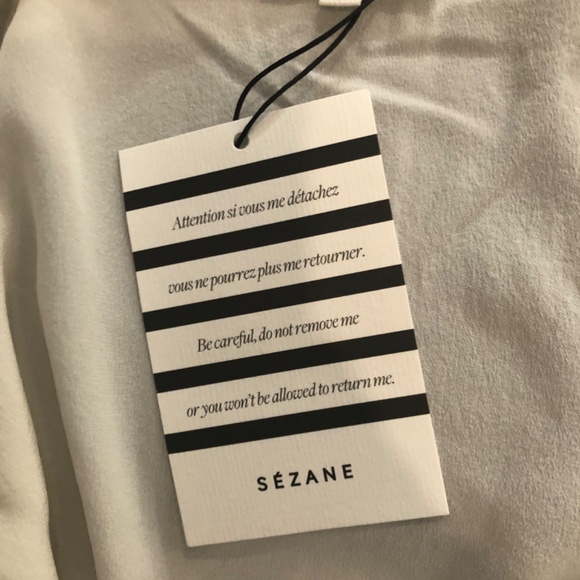 Attention si vous me détachez
vous ne pourrez plus me retourner.
Be careful, do not remove me
or you won't be allowed to return me.
SÉZANE